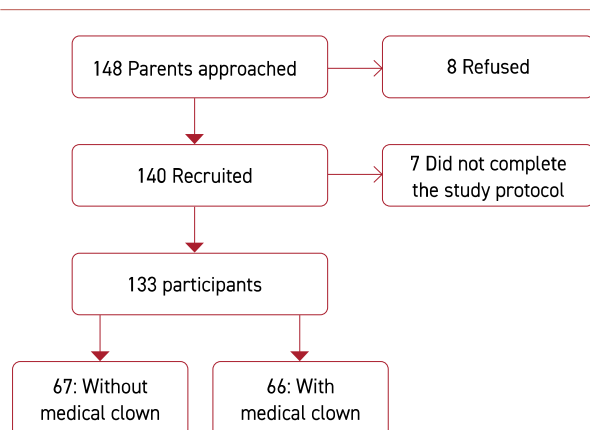 148 Parents approached
8 Refused
140 Recruited
7 Did not complete
the study protocol
133 participants
67: Without
medical clown
66: With
medical clown